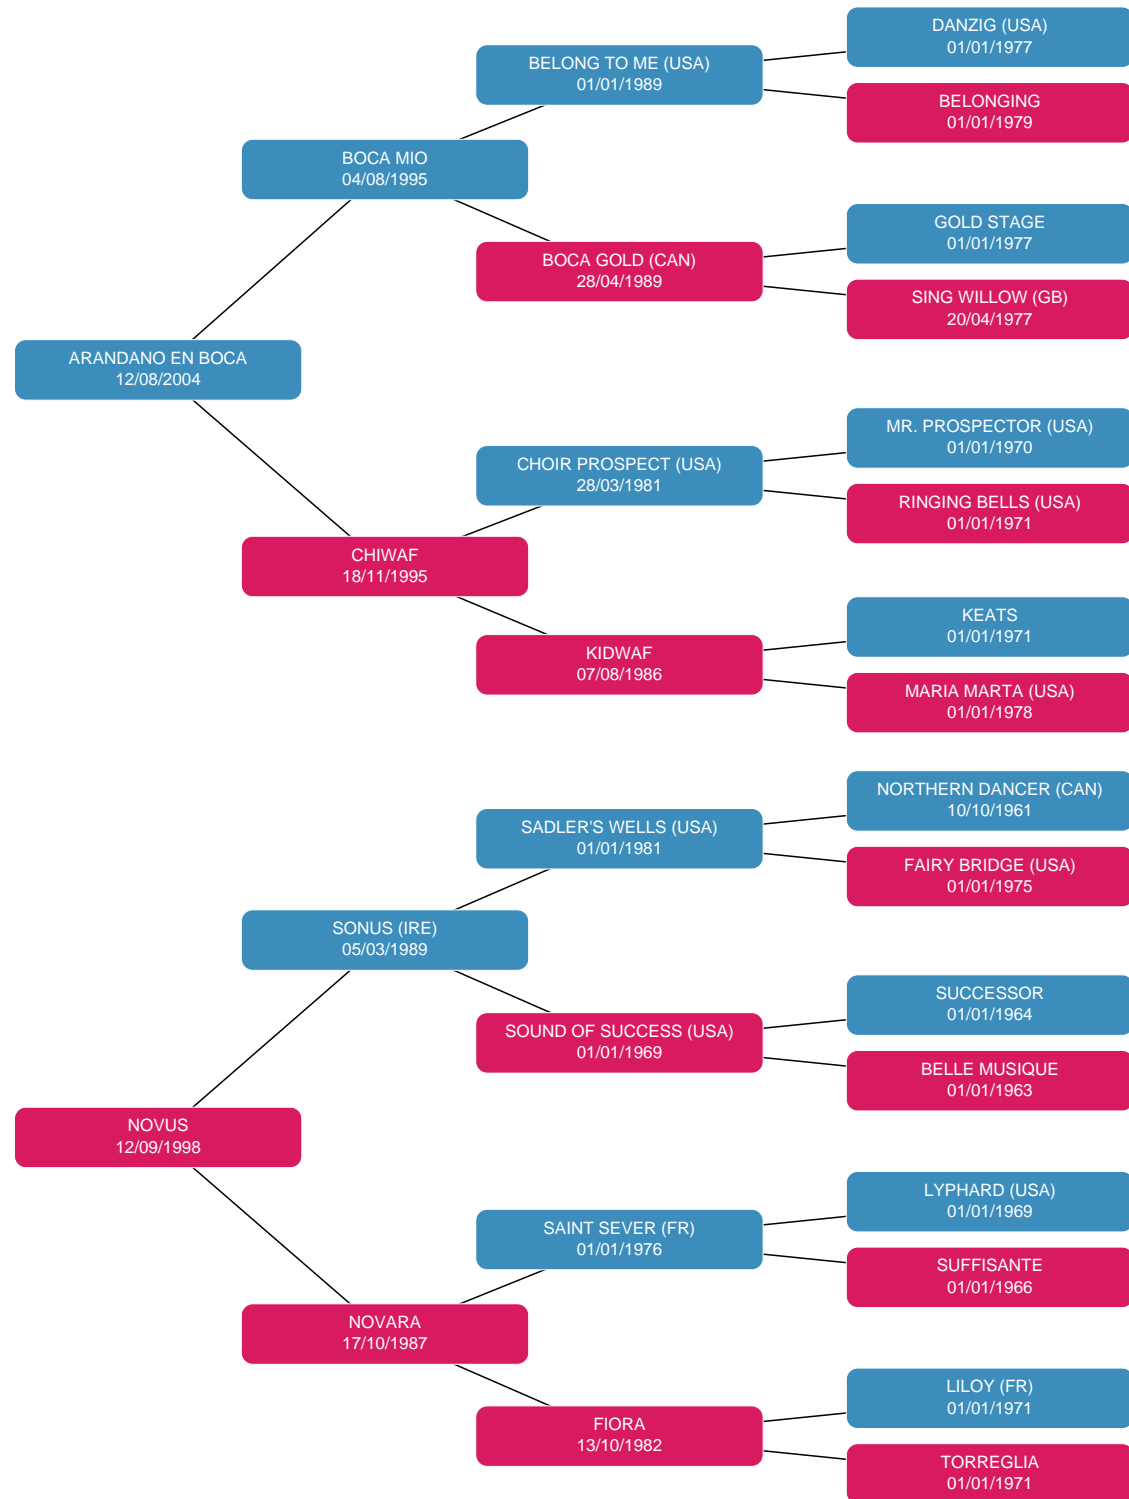 DANZIG (USA)
01/01/1977
BELONG TO ME (USA)
01/01/1989
BELONGING
01/01/1979
BOCA MIO
04/08/1995
GOLD STAGE
01/01/1977
BOCA GOLD (CAN)
28/04/1989
SING WILLOW (GB)
20/04/1977
ARANDANO EN BOCA
12/08/2004
MR. PROSPECTOR (USA)
01/01/1970
CHOIR PROSPECT (USA)
28/03/1981
RINGING BELLS (USA)
01/01/1971
CHIWAF
18/11/1995
KEATS
01/01/1971
KIDWAF
07/08/1986
MARIA MARTA (USA)
01/01/1978
NORTHERN DANCER (CAN)
10/10/1961
SADLER'S WELLS (USA)
01/01/1981
FAIRY BRIDGE (USA)
01/01/1975
SONUS (IRE)
05/03/1989
SUCCESSOR
01/01/1964
SOUND OF SUCCESS (USA)
01/01/1969
BELLE MUSIQUE
01/01/1963
NOVUS
12/09/1998
LYPHARD (USA)
01/01/1969
SAINT SEVER (FR)
01/01/1976
SUFFISANTE
01/01/1966
NOVARA
17/10/1987
LILOY (FR)
01/01/1971
FIORA
13/10/1982
TORREGLIA
01/01/1971